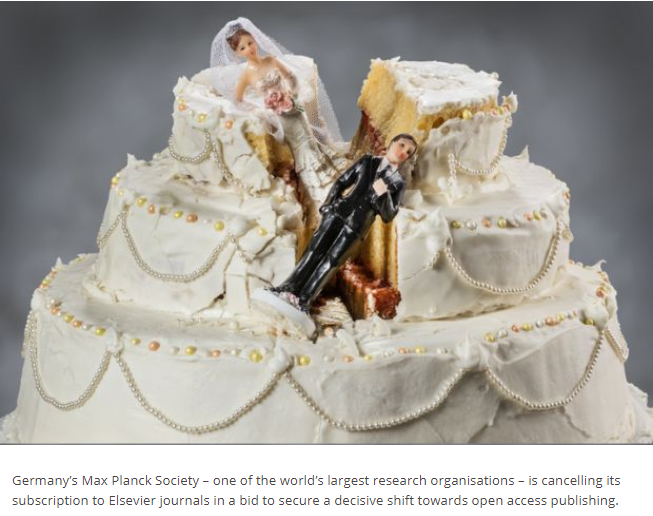 Germany’s Max Planck Society – one of the world’s largest research organisations – is cancelling its
subscription to Elsevier journals in a bid to secure a decisive shift towards open access publishing.